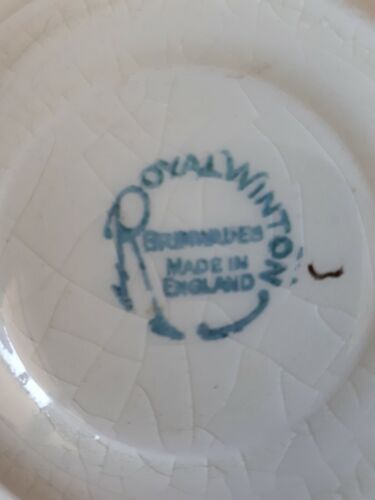 ROYAL WINTON
GRIMWADES
MADE IN
ENGLAND